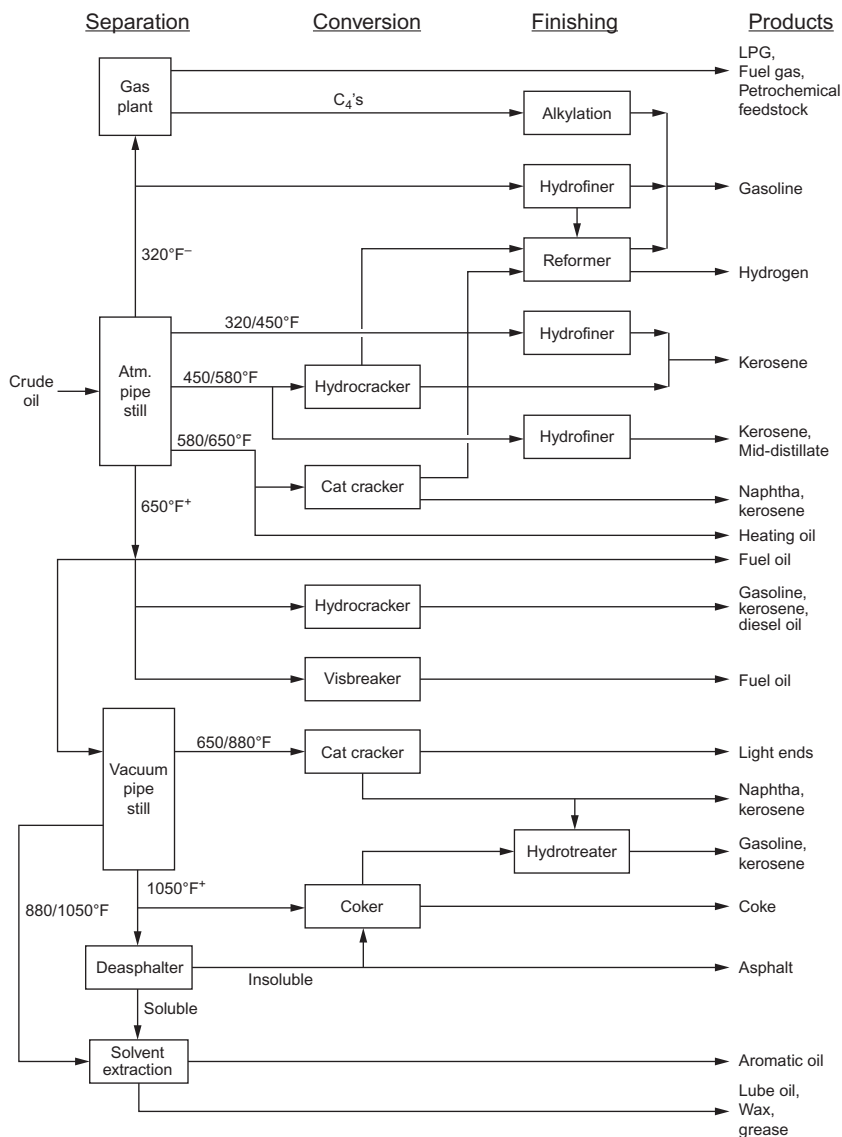 Separation
Conversion
Finishing
Products
Gas
plant
LPG,
Fuel gas,
Petrochemical
feedstock
C₄'s
Alkylation
Hydrofiner
Gasoline
320°F⁻
Reformer
Hydrogen
Crude
oil
Atm.
pipe
still
320/450°F
Hydrofiner
Kerosene
450/580°F
Hydrocracker
580/650°F
Hydrofiner
Kerosene,
Mid-distillate
Cat cracker
Naphtha,
kerosene
650°F⁺
Heating oil
Fuel oil
Hydrocracker
Gasoline,
kerosene,
diesel oil
Visbreaker
Fuel oil
Vacuum
pipe
still
650/880°F
Cat cracker
Light ends
Naphtha,
kerosene
Hydrotreater
Gasoline,
kerosene
880/1050°F
1050°F⁺
Coker
Coke
Deasphalter
Insoluble
Asphalt
Soluble
Solvent
extraction
Aromatic oil
Lube oil,
Wax,
grease